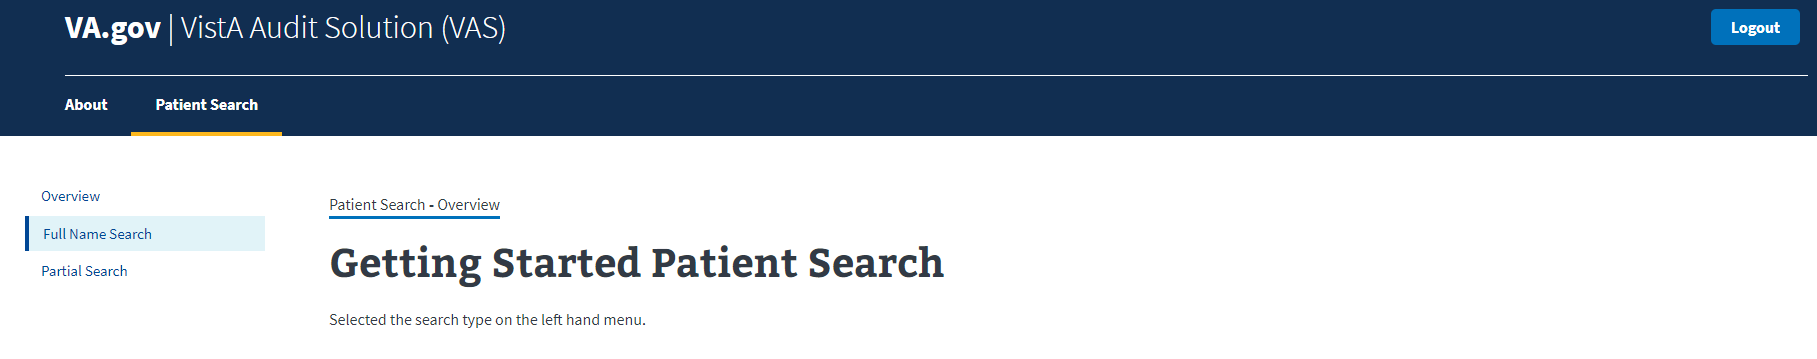 VA.gov | VistA Audit Solution (VAS)
Logout
About
Patient Search
Overview
Full Name Search
Partial Search
Patient Search - Overview
Getting Started Patient Search
Selected the search type on the left hand menu.